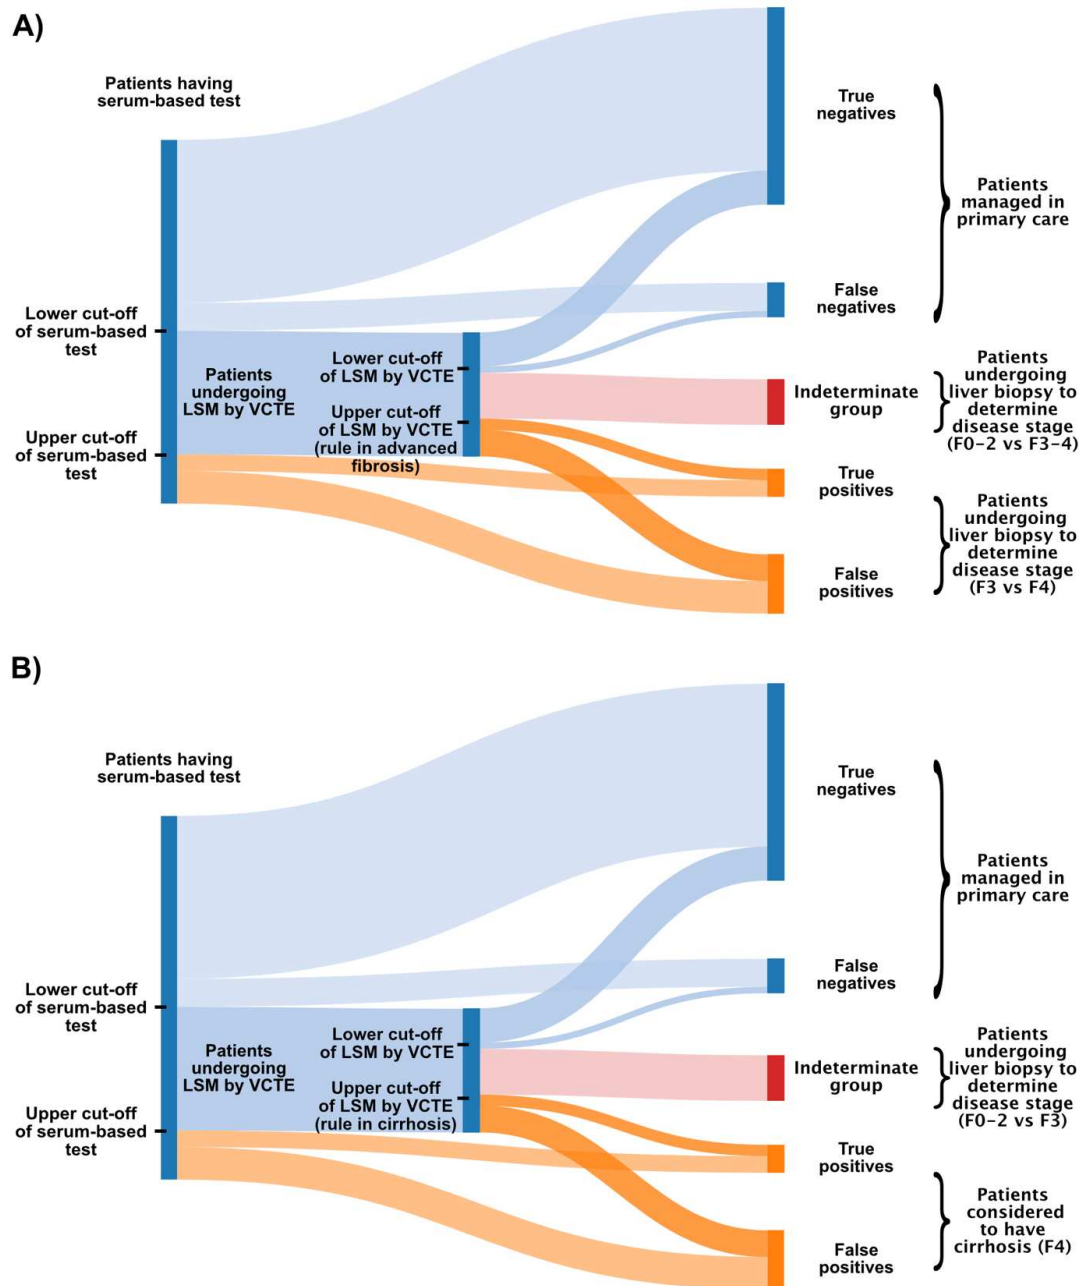 A)
Patients having
serum-based test
Lower cut-off
of serum-based
test
Upper cut-off
of serum-based
test
Patients
undergoing
LSM by VCTE
Lower cut-off
of LSM by VCTE
Upper cut-off
of LSM by VCTE
(rule in advanced
fibrosis)
True
negatives
False
negatives
Indeterminate
group
True
positives
False
positives
Patients
managed in
primary care
Patients
undergoing
liver biopsy to
determine
disease stage
(F0-2 vs F3-4)
Patients
undergoing
liver biopsy to
determine
disease stage
(F3 vs F4)
B)
Patients having
serum-based test
Lower cut-off
of serum-based
test
Upper cut-off
of serum-based
test
Patients
undergoing
LSM by VCTE
Lower cut-off
of LSM by VCTE
Upper cut-off
of LSM by VCTE
(rule in cirrhosis)
True
negatives
False
negatives
Indeterminate
group
True
positives
False
positives
Patients
managed in
primary care
Patients
undergoing
liver biopsy to
determine
disease stage
(F0-2 vs F3)
Patients
considered
to have
cirrhosis (F4)